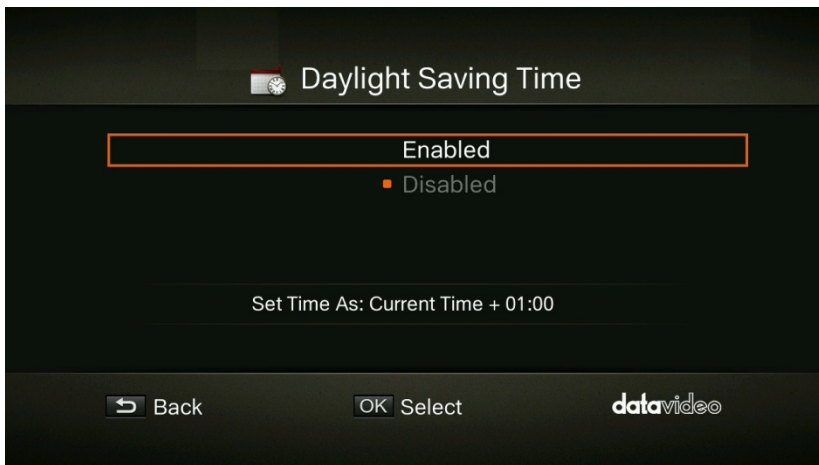 Daylight Saving Time
Enabled
Disabled
Set Time As: Current Time + 01:00
Back OK Select datavideo